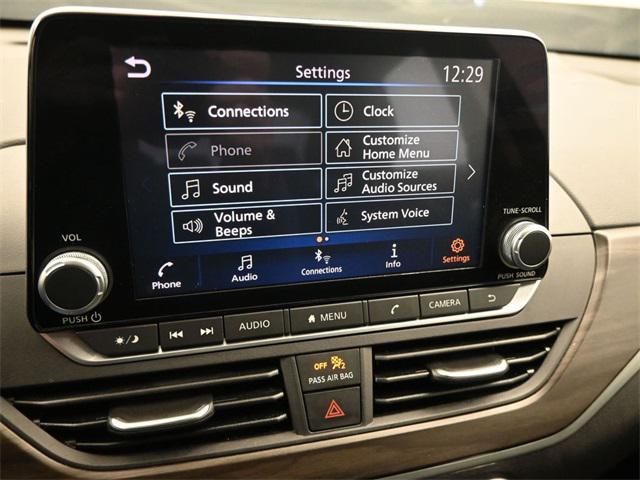 Settings
12:29
Connections
Clock
Phone
Customize
Home Menu
Sound
Customize
Audio Sources
Volume &
Beeps
System Voice
Phone
Audio
Connections
Info
Settings
VOL
PUSH
TUNE·SCROLL
PUSH SOUND
AUDIO
MENU
CAMERA
OFF
2
PASS AIR BAG